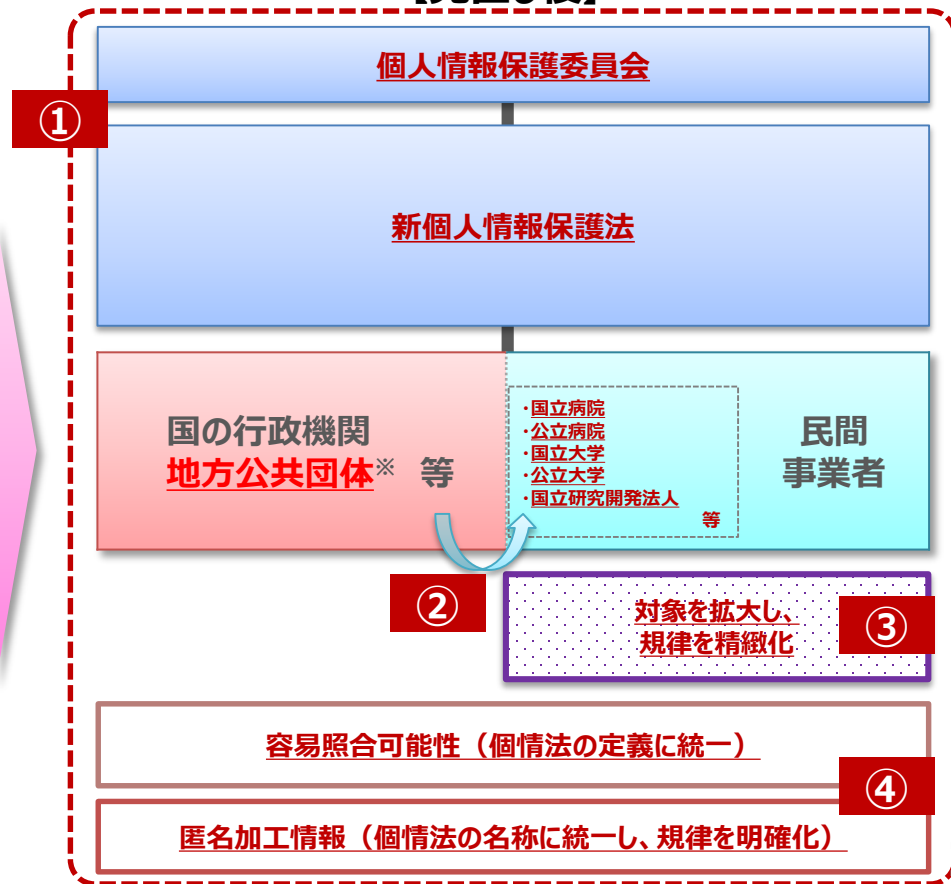 【見直し後】
個人情報保護委員会
①
新個人情報保護法
国の行政機関
地方公共団体※ 等
・国立病院
・公立病院
・国立大学
・公立大学
・国立研究開発法人
等
民間
事業者
②
対象を拡大し、
規律を精緻化
③
容易照合可能性（個情法の定義に統一）
④
匿名加工情報（個情法の名称に統一し、規律を明確化）